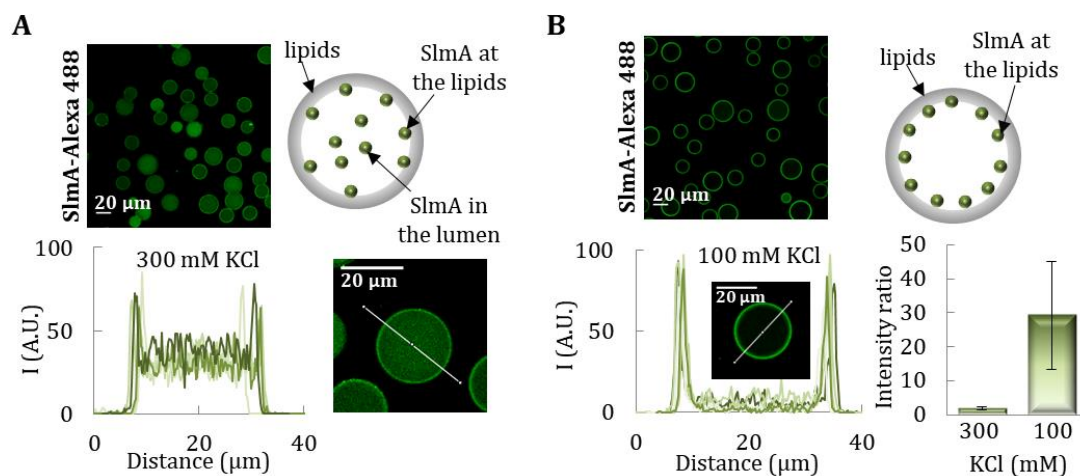 A
SlmA-Alexa 488
20 μm
lipids
SlmA at
the lipids
SlmA in
the lumen
100
50
0
I (A.U.)
300 mM KCl
0
20
40
Distance (μm)
20 μm
B
SlmA-Alexa 488
20 μm
lipids
SlmA at
the lipids
100
50
0
I (A.U.)
100 mM KCl
20 μm
0
20
40
Distance (μm)
50
40
30
20
10
0
Intensity ratio
300
100
KCl (mM)